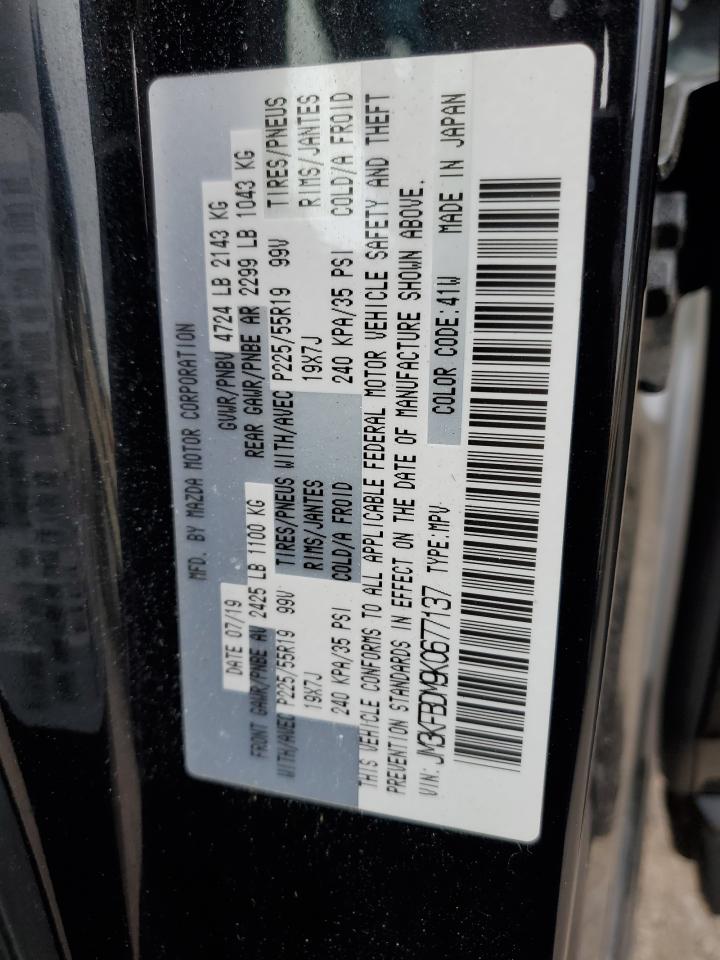 MFD. BY MAZDA MOTOR CORPORATION
DATE 07/19 GVWR/PNBV 4724 LB 2143 KG
FRONT GAWR/PNBE AV 2425 LB 1100 KG REAR GAWR/PNBE AR 2299 LB 1043 KG
WITH/AVEC P225/55R19 99V TIRES/PNEUS WITH/AVEC P225/55R19 99V TIRES/PNEUS
19X7J RIMS/JANTES 19X7J RIMS/JANTES
240 KPA/35 PSI COLD/A FROID 240 KPA/35 PSI COLD/A FROID
THIS VEHICLE CONFORMS TO ALL APPLICABLE FEDERAL MOTOR VEHICLE SAFETY AND THEFT
PREVENTION STANDARDS IN EFFECT ON THE DATE OF MANUFACTURE SHOWN ABOVE.
VIN: JM3KFBDM9K0677137 TYPE:MPV COLOR CODE:41W MADE IN JAPAN